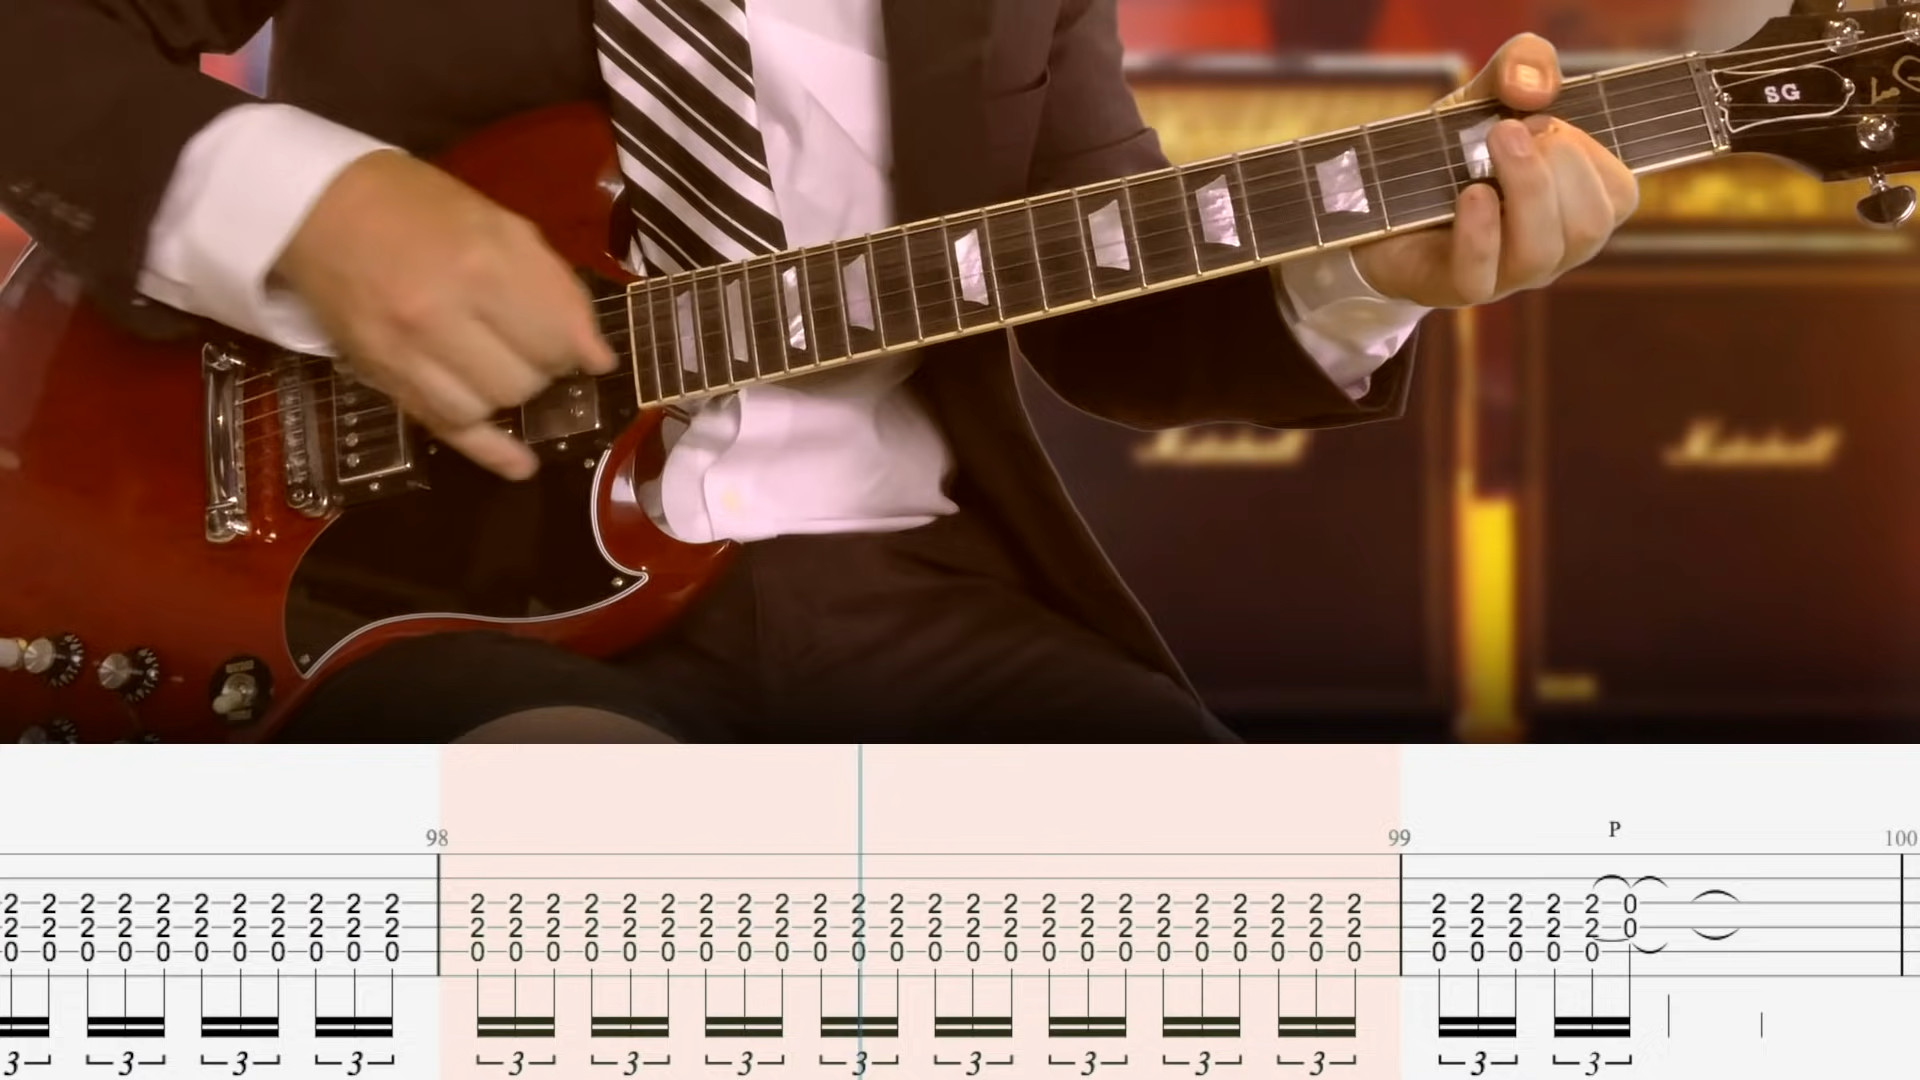 SG
Les P
Marshall
Marshall
98
99
P
100
2 2 2 2 2 2 2 2 2 2 2 2 2 2 2 2 2 2 2 2 2 2 2 2 2 2 2 2 2 2 2 2 2 2 2 2 2 2 2 2 0
2 2 2 2 2 2 2 2 2 2 2 2 2 2 2 2 2 2 2 2 2 2 2 2 2 2 2 2 2 2 2 2 2 2 2 2 2 2 2 2 0
0 0 0 0 0 0 0 0 0 0 0 0 0 0 0 0 0 0 0 0 0 0 0 0 0 0 0 0 0 0 0 0 0 0 0 0 0 0 0 0
3 3 3 3 3 3 3 3 3 3 3 3 3 3